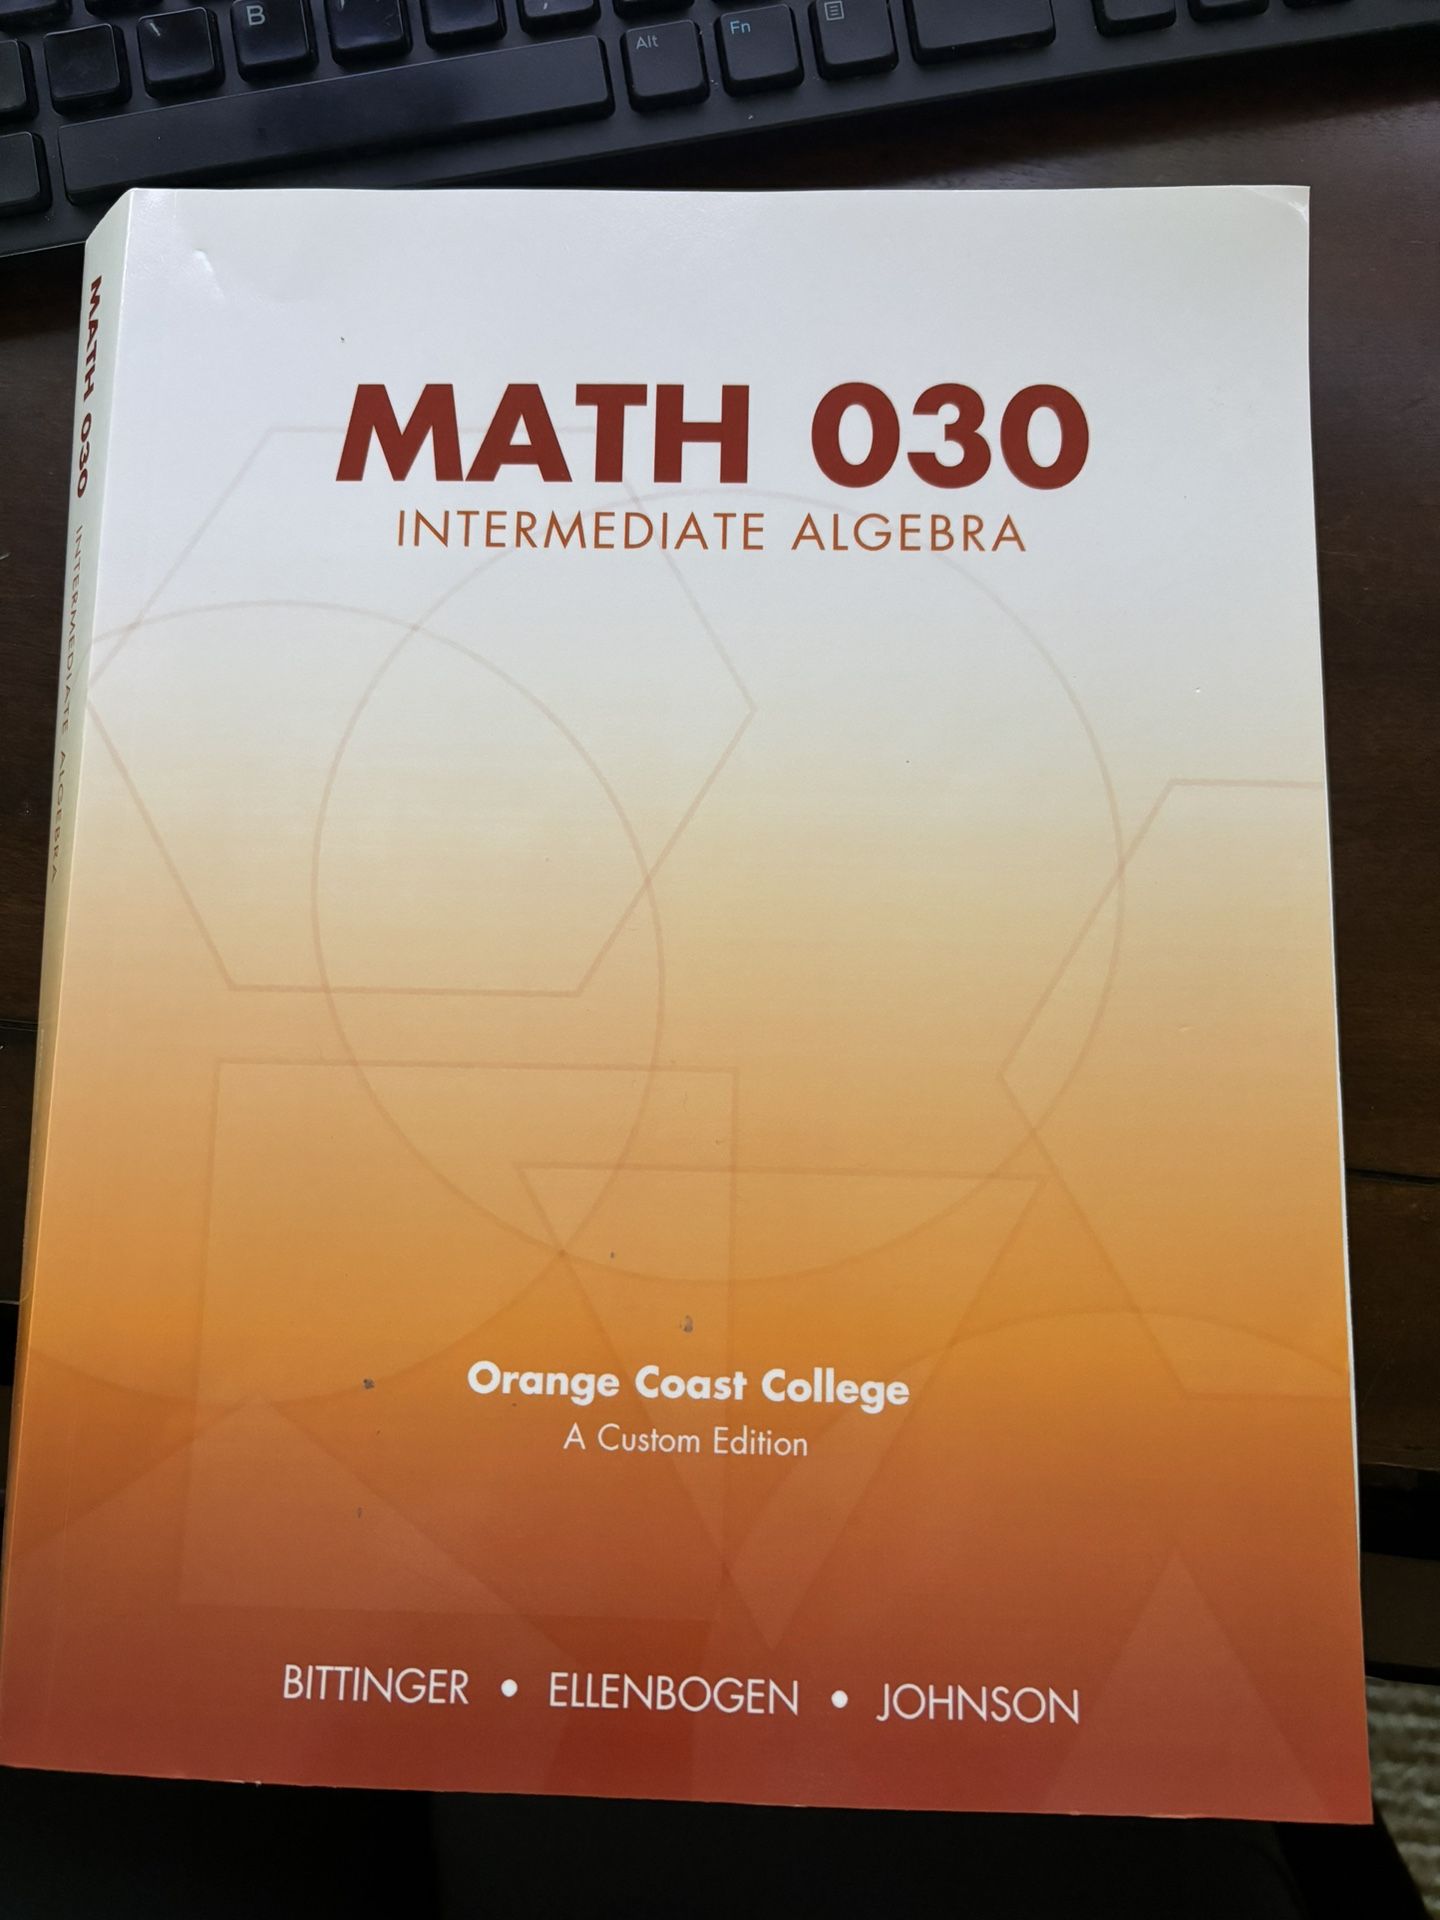 B
Alt
Fn
MATH 030
INTERMEDIATE ALGEBRA
MATH 030 INTERMEDIATE ALGEBRA
Orange Coast College
A Custom Edition
BITTINGER • ELLENBOGEN • JOHNSON